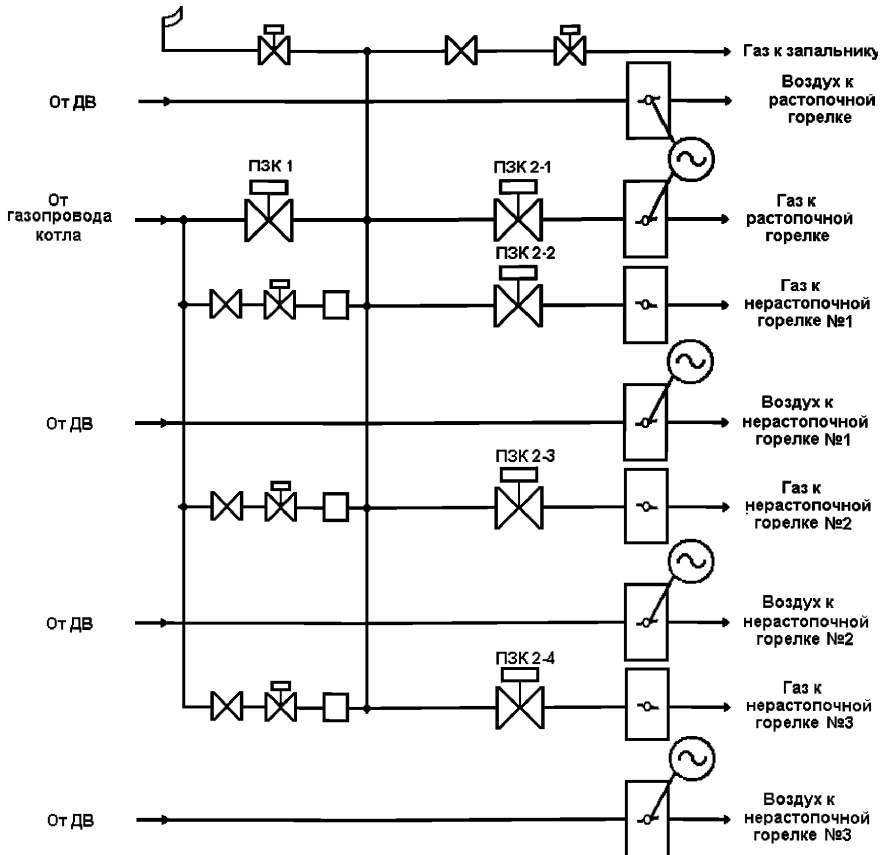 Газ к запальнику
От ДВ
Воздух к
растопочной
горелке
ПЗК 1
ПЗК 2-1
От
газопровода
котла
Газ к
растопочной
горелке
ПЗК 2-2
Газ к
нерастопочной
горелке №1
От ДВ
Воздух к
нерастопочной
горелке №1
ПЗК 2-3
Газ к
нерастопочной
горелке №2
От ДВ
Воздух к
нерастопочной
горелке №2
ПЗК 2-4
Газ к
нерастопочной
горелке №3
От ДВ
Воздух к
нерастопочной
горелке №3